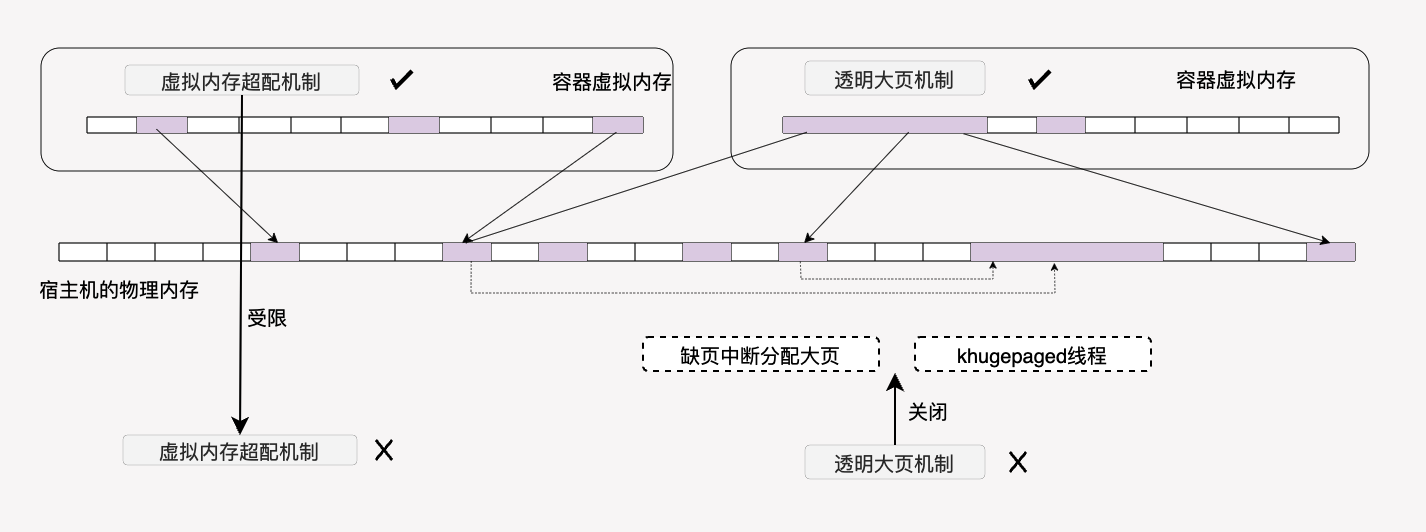 虚拟内存超配机制
容器虚拟内存
透明大页机制
容器虚拟内存
宿主机的物理内存
受限
缺页中断分配大页
khugepaged线程
关闭
虚拟内存超配机制
透明大页机制